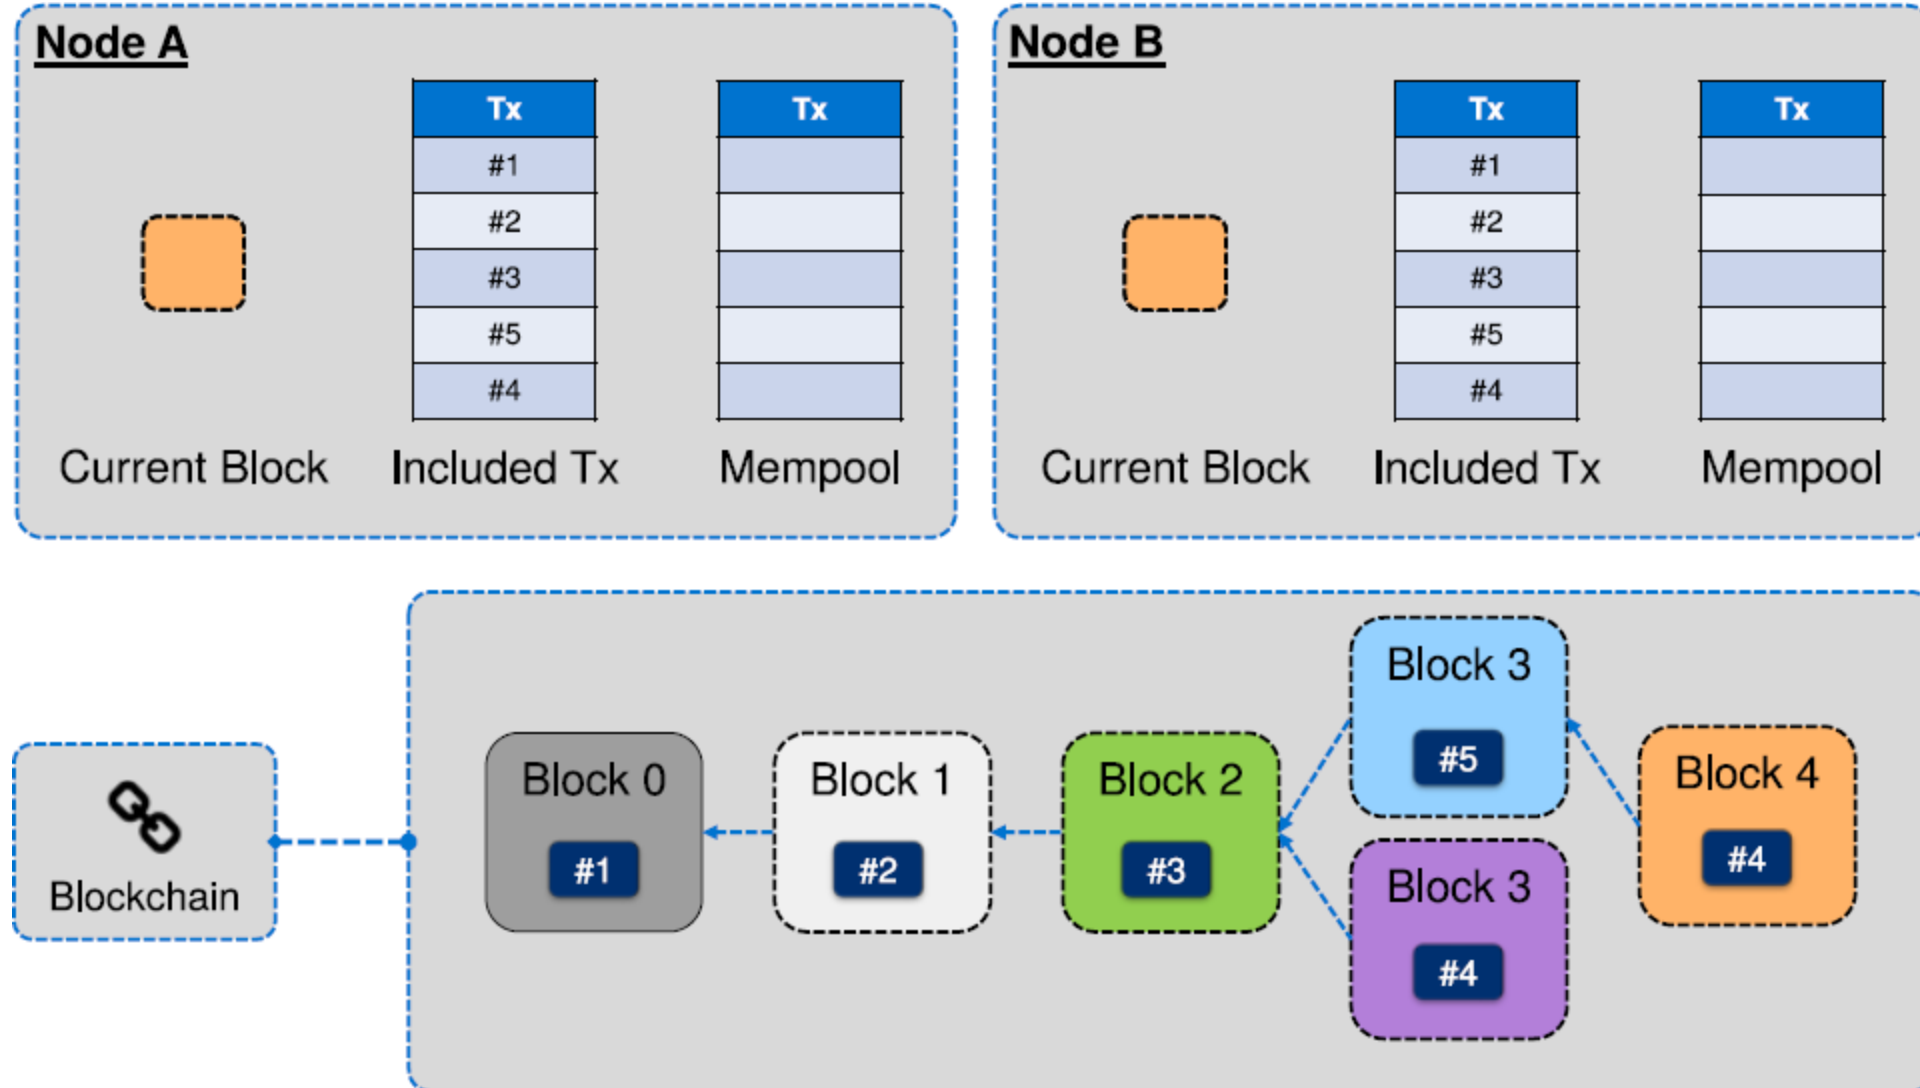 Node A
Tx
#1
#2
#3
#5
#4
Tx
Current Block
Included Tx
Mempool
Node B
Tx
#1
#2
#3
#5
#4
Tx
Current Block
Included Tx
Mempool
Blockchain
Block 0
#1
Block 1
#2
Block 2
#3
Block 3
#5
Block 3
#4
Block 4
#4